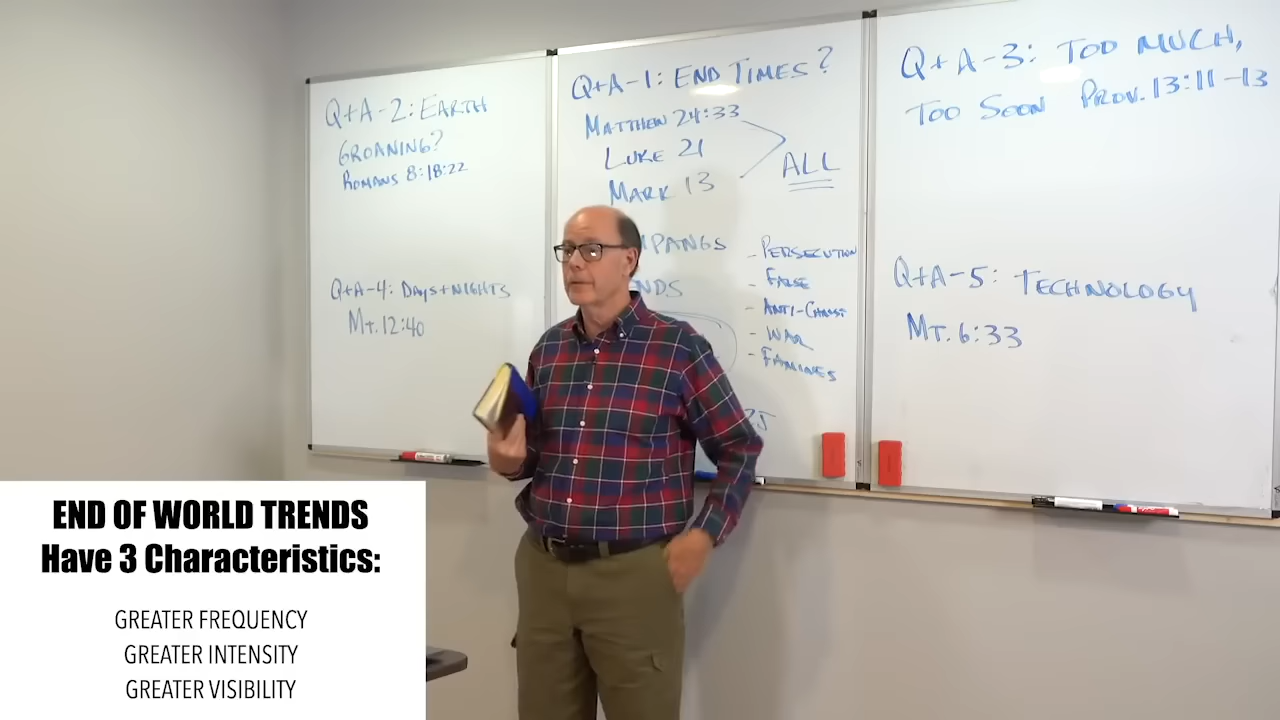 Q+A-2: EARTH
GROANING?
ROMANS 8:18:22
Q+A-4: DAYS+NIGHTS
MT. 12:40
Q+A-1: END TIMES?
MATTHEW 24:33
LUKE 21
MARK 13
ALL
MPANGS
NDS
- PERSECUTION
- FALSE
- ANTI-CHRIST
- WAR
- FAMINES
Q+A-3: TOO MUCH,
TOO SOON PROV. 13:11-13
Q+A-5: TECHNOLOGY
MT. 6:33
END OF WORLD TRENDS
Have 3 Characteristics:
GREATER FREQUENCY
GREATER INTENSITY
GREATER VISIBILITY